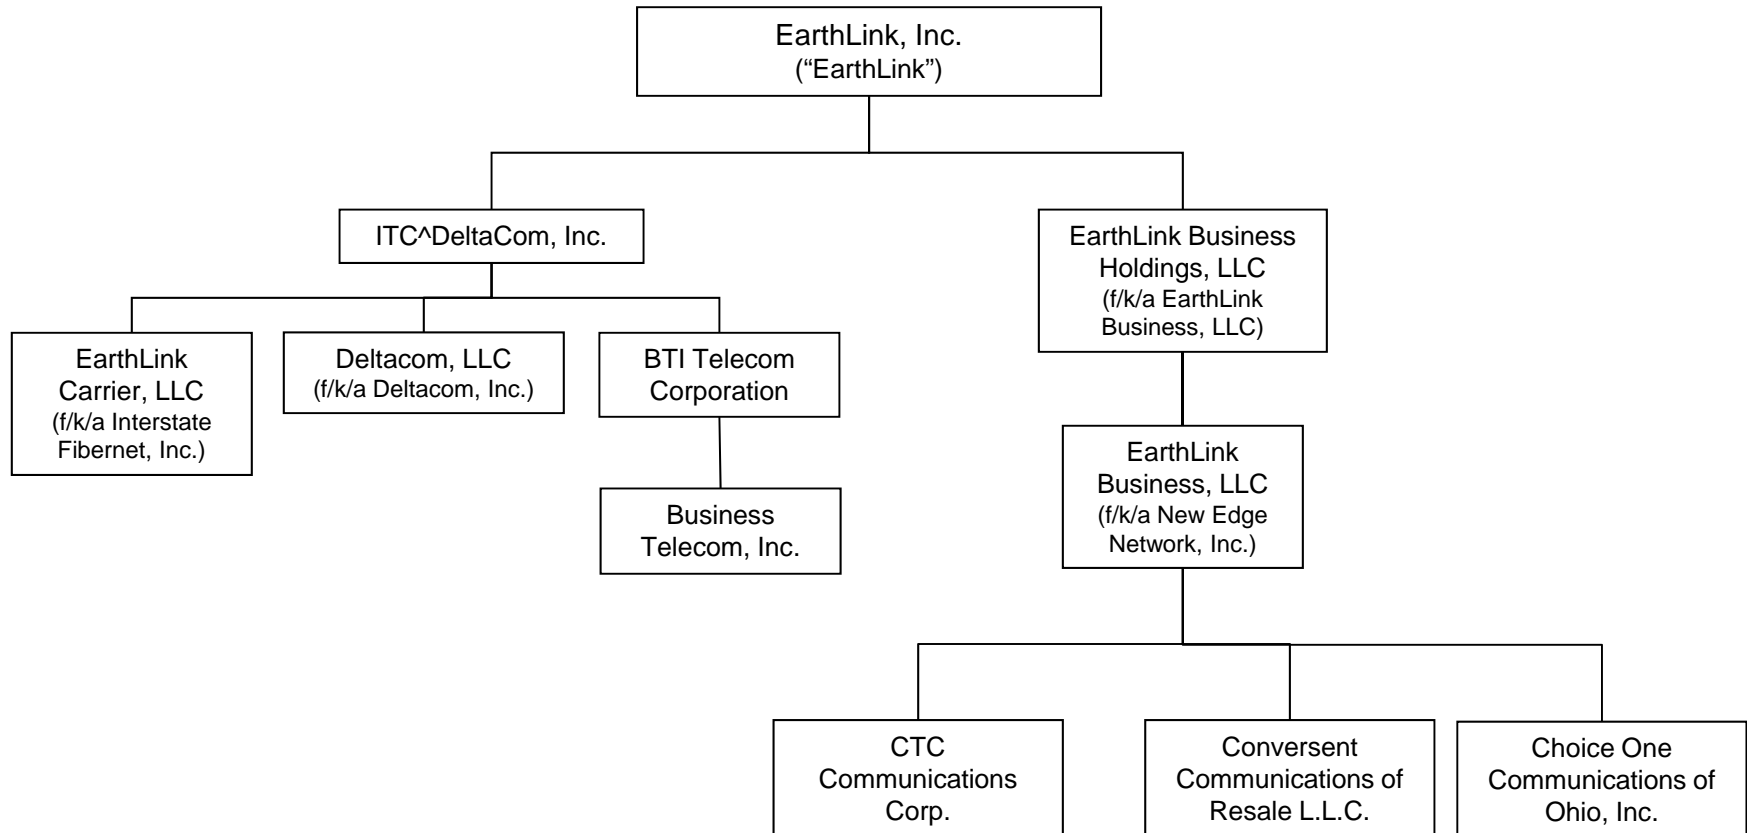 EarthLink, Inc.
(“EarthLink”)
ITC^DeltaCom, Inc.
EarthLink Business
Holdings, LLC
(f/k/a EarthLink
Business, LLC)
EarthLink
Carrier, LLC
(f/k/a Interstate
Fibernet, Inc.)
Deltacom, LLC
(f/k/a Deltacom, Inc.)
BTI Telecom
Corporation
Business
Telecom, Inc.
EarthLink
Business, LLC
(f/k/a New Edge
Network, Inc.)
CTC
Communications
Corp.
Conversent
Communications of
Resale L.L.C.
Choice One
Communications of
Ohio, Inc.